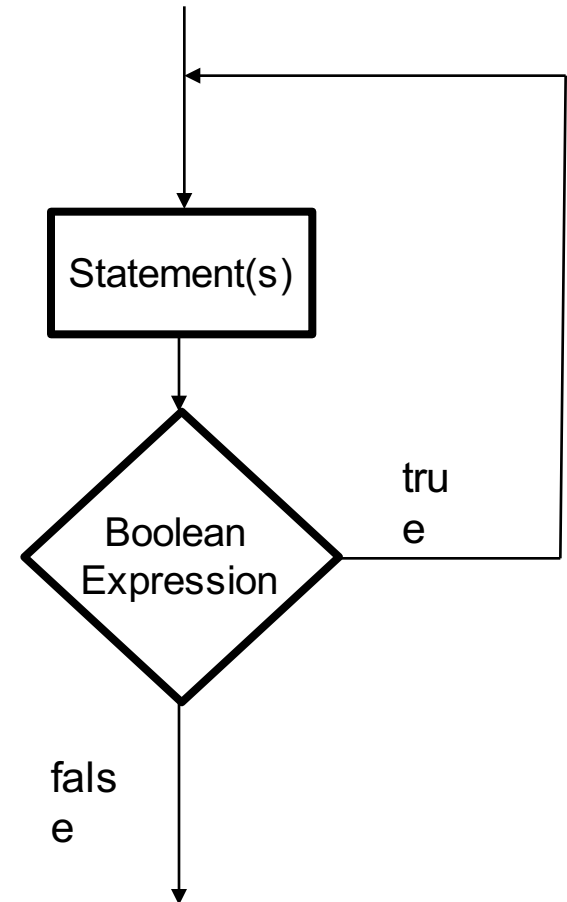 Statement(s)
Boolean
Expression
tru
e
fals
e